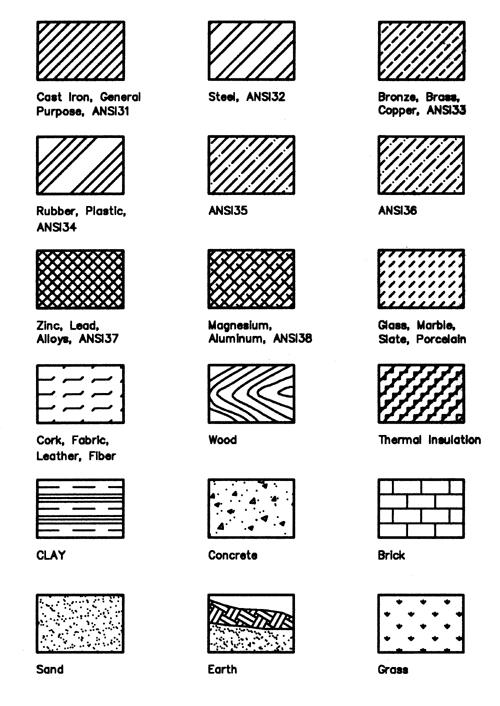 Cast Iron, General
Purpose, ANSI31
Steel, ANSI32
Bronze, Brass,
Copper, ANSI33
Rubber, Plastic,
ANSI34
ANSI35
ANSI36
Zinc, Lead,
Alloys, ANSI37
Magnesium,
Aluminum, ANSI38
Glass, Marble,
Slate, Porcelain
Cork, Fabric,
Leather, Fiber
Wood
Thermal Insulation
CLAY
Concrete
Brick
Sand
Earth
Grass